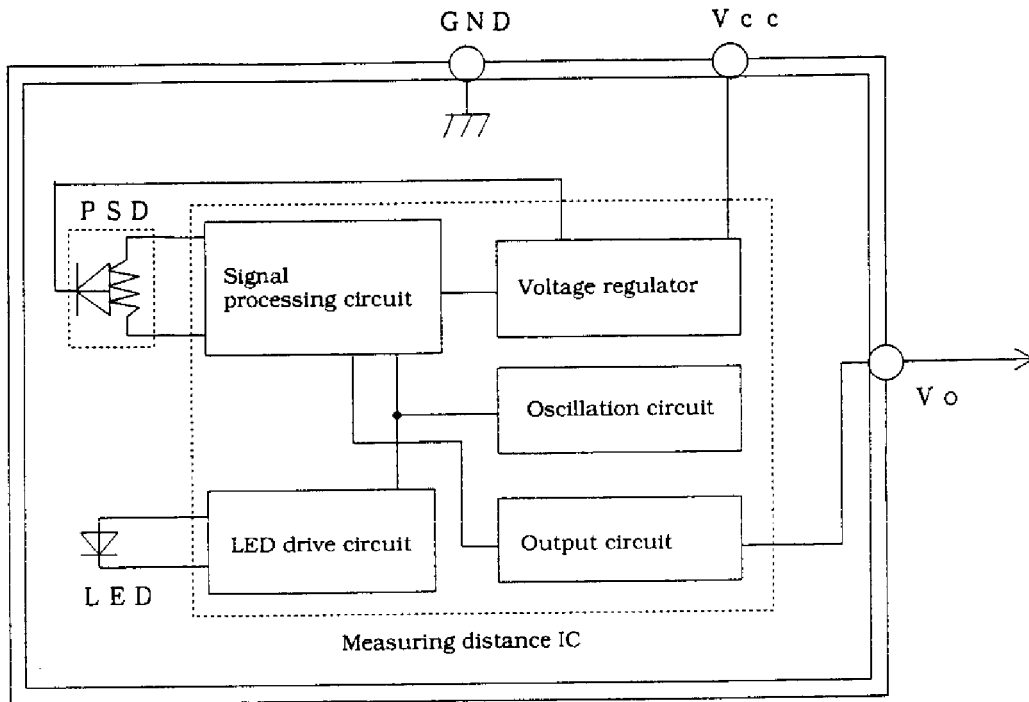 GND
Vcc
PSD
Signal
processing circuit
Voltage regulator
Oscillation circuit
Vo
LED drive circuit
Output circuit
LED
Measuring distance IC